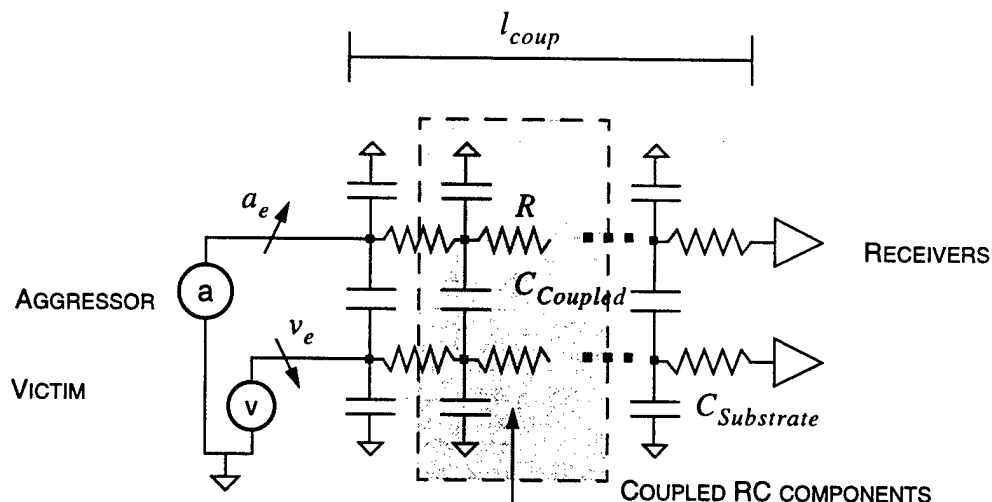 l_coup
a_e
R
RECEIVERS
AGGRESSOR
a
C_Coupled
v_e
VICTIM
v
C_Substrate
COUPLED RC COMPONENTS